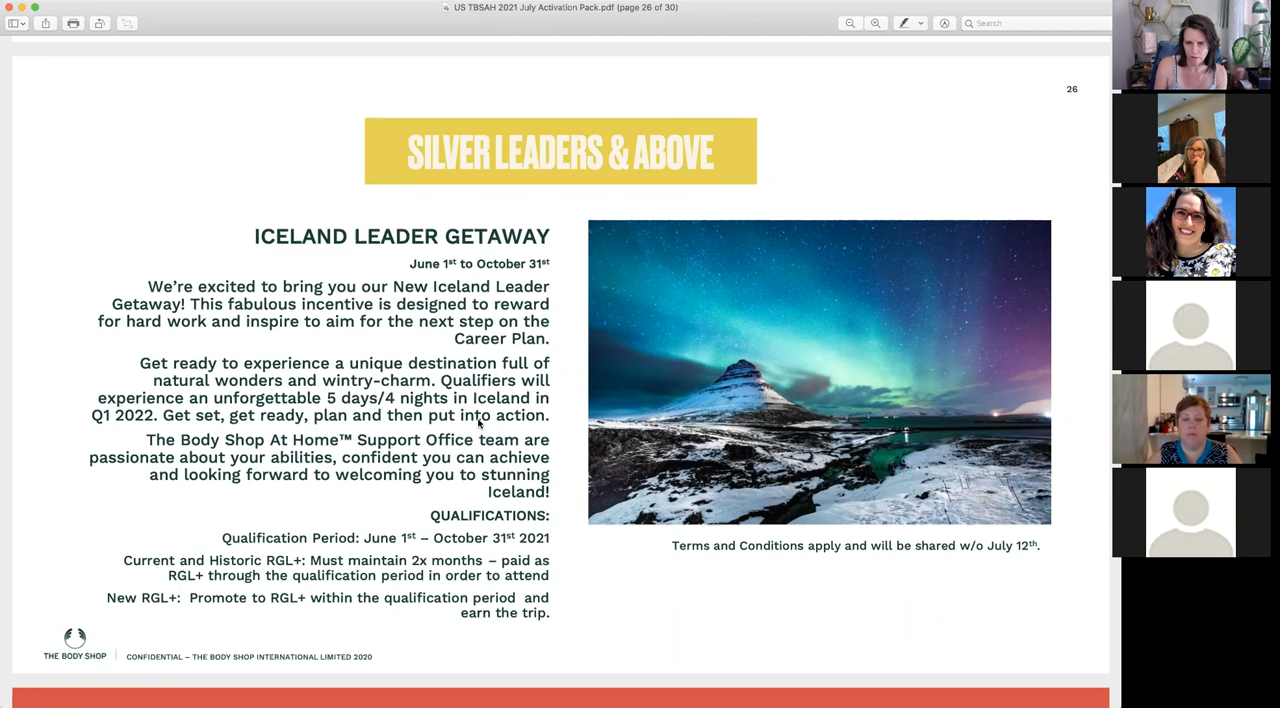 US TBSAH 2021 July Activation Pack.pdf (page 26 of 30)
Search
26
SILVER LEADERS & ABOVE
ICELAND LEADER GETAWAY
June 1st to October 31st
We’re excited to bring you our New Iceland Leader
Getaway! This fabulous incentive is designed to reward
for hard work and inspire to aim for the next step on the
Career Plan.
Get ready to experience a unique destination full of
natural wonders and wintry-charm. Qualifiers will
experience an unforgettable 5 days/4 nights in Iceland in
Q1 2022. Get set, get ready, plan and then put into action.
The Body Shop At Home™ Support Office team are
passionate about your abilities, confident you can achieve
and looking forward to welcoming you to stunning
Iceland!
QUALIFICATIONS:
Qualification Period: June 1st – October 31st 2021
Current and Historic RGL+: Must maintain 2x months – paid as
RGL+ through the qualification period in order to attend
New RGL+: Promote to RGL+ within the qualification period and
earn the trip.
Terms and Conditions apply and will be shared w/o July 12th.
THE BODY SHOP
CONFIDENTIAL – THE BODY SHOP INTERNATIONAL LIMITED 2020